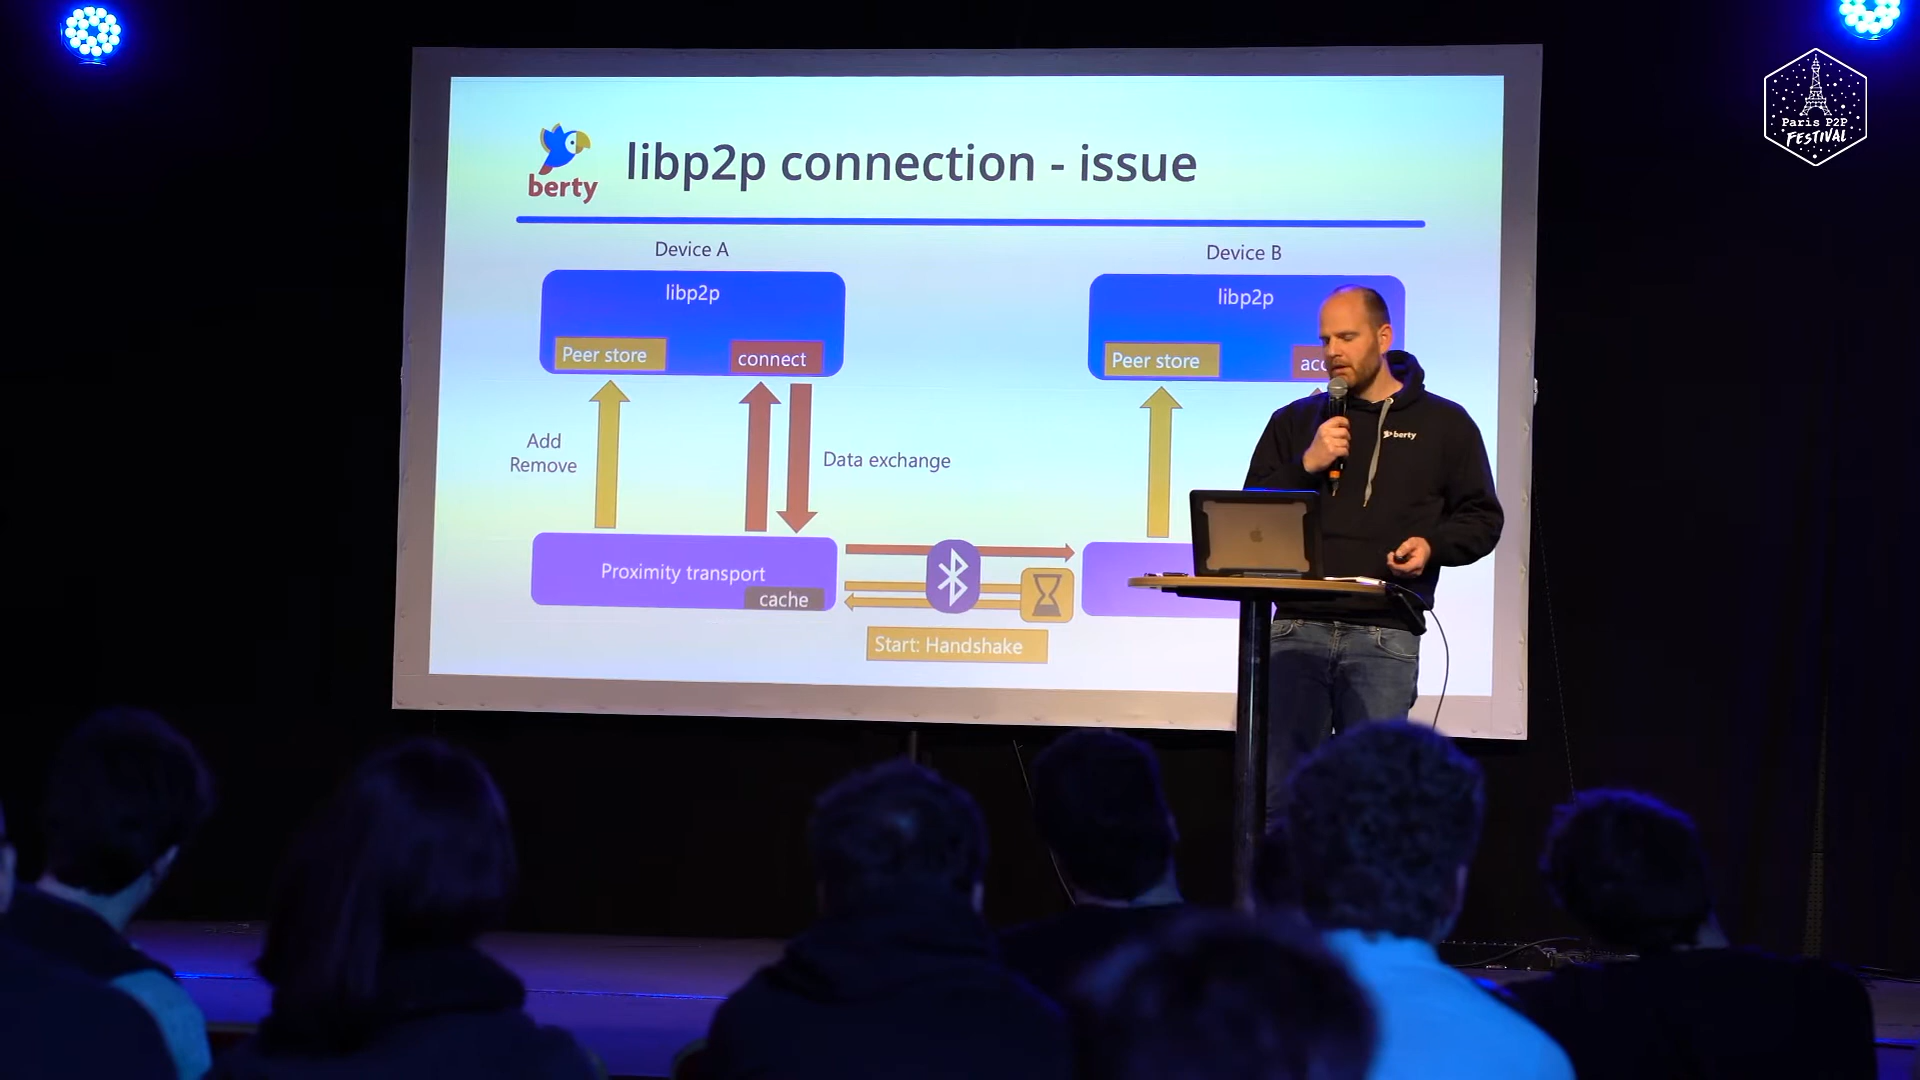 Paris P2P
FESTIVAL
berty
libp2p connection - issue
Device A
Device B
libp2p
libp2p
Peer store
connect
Peer store
Add
Remove
Data exchange
berty
Proximity transport
cache
Start: Handshake